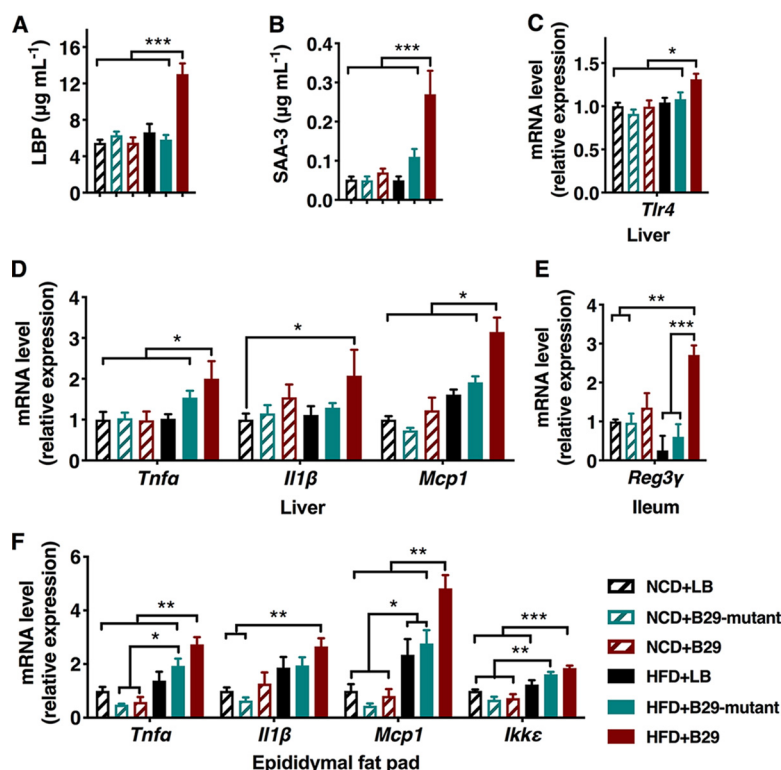 A
LBP (µg mL⁻¹)
16
12
8
4
0
***
B
SAA-3 (µg mL⁻¹)
0.4
0.3
0.2
0.1
0.0
***
C
mRNA level
(relative expression)
1.5
1.0
0.5
0.0
*
Tlr4
Liver
D
mRNA level
(relative expression)
4
3
2
1
0
*
*
*
Tnfα
Il1β
Mcp1
Liver
E
mRNA level
(relative expression)
4
3
2
1
0
**
***
Reg3γ
Ileum
F
mRNA level
(relative expression)
6
4
2
0
**
*
**
**
*
***
**
Tnfα
Il1β
Mcp1
Ikkε
Epididymal fat pad
NCD+LB
NCD+B29-mutant
NCD+B29
HFD+LB
HFD+B29-mutant
HFD+B29